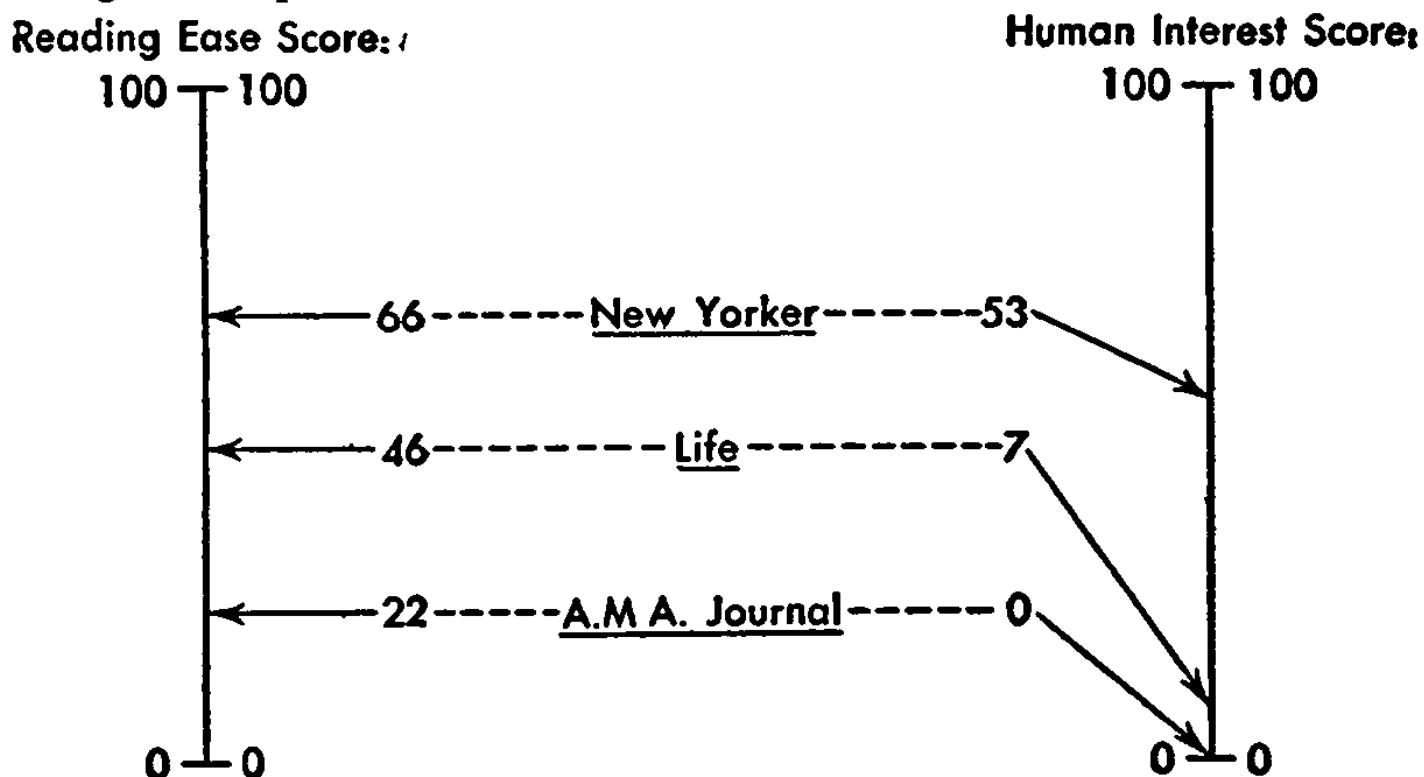 Reading Ease Score:
Human Interest Score:
100 100
100 100
66 New Yorker 53
46 Life 7
22 A.M A. Journal 0
0 0
0 0